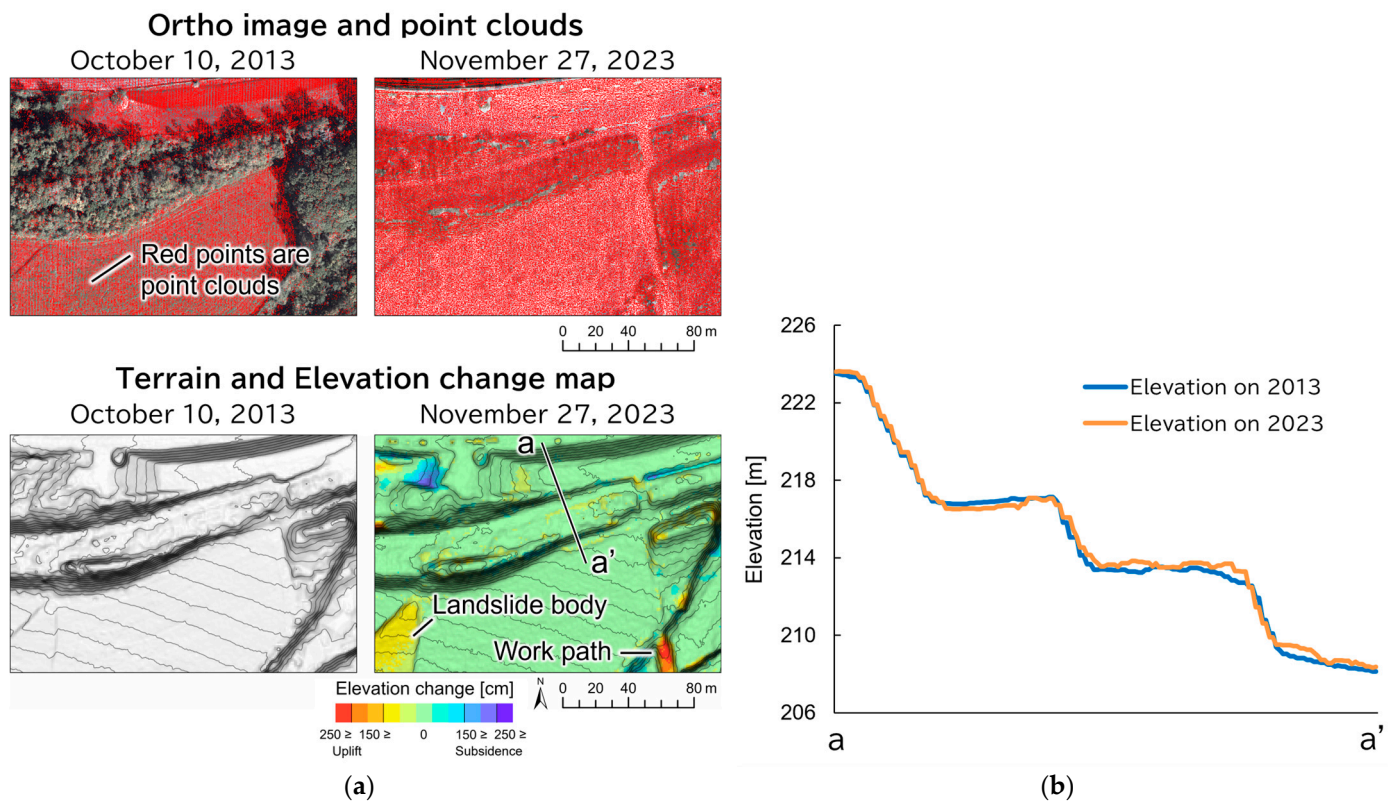 Ortho image and point clouds
October 10, 2013
November 27, 2023
Red points are
point clouds
0 20 40 80 m
Terrain and Elevation change map
October 10, 2013
November 27, 2023
a
a’
Landslide body
Work path
Elevation change [cm]
250 ≥ 150 ≥ 0 150 ≥ 250 ≥
Uplift Subsidence
N
0 20 40 80 m
(a)
226
222
218
214
210
206
Elevation [m]
Elevation on 2013
Elevation on 2023
a a’
(b)